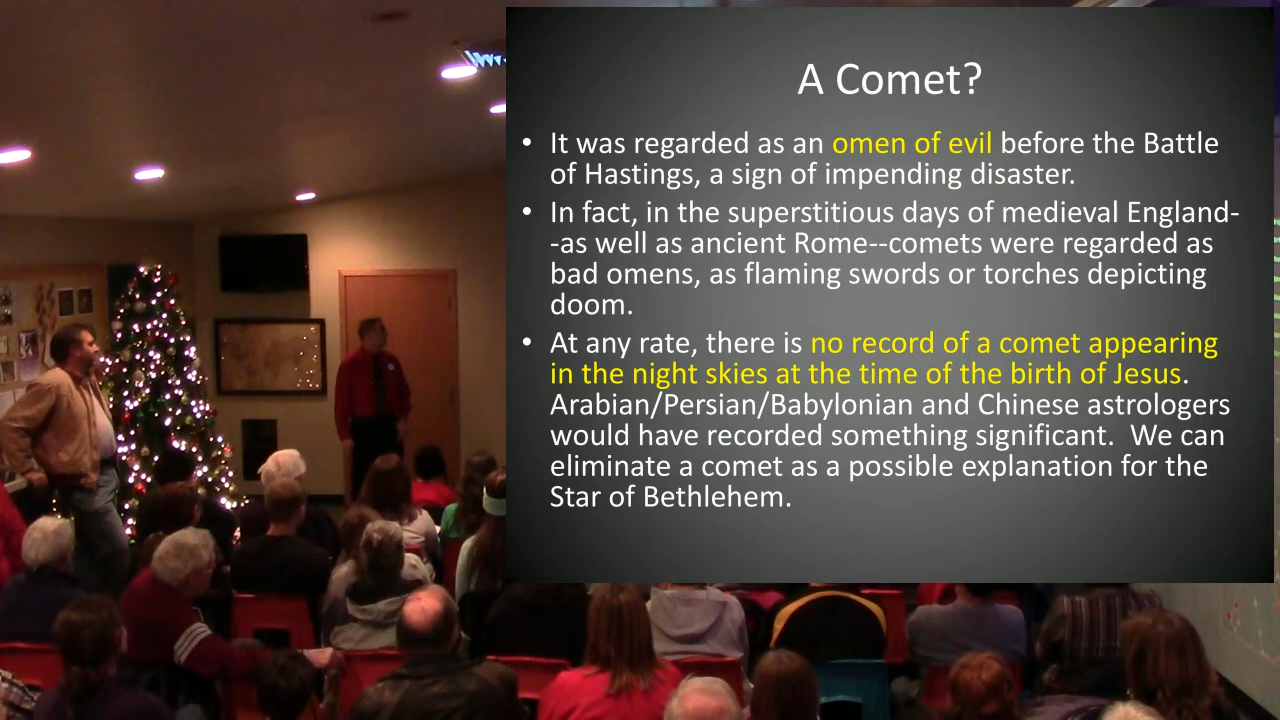 A Comet?
• It was regarded as an omen of evil before the Battle
of Hastings, a sign of impending disaster.
• In fact, in the superstitious days of medieval England-
-as well as ancient Rome--comets were regarded as
bad omens, as flaming swords or torches depicting
doom.
• At any rate, there is no record of a comet appearing
in the night skies at the time of the birth of Jesus.
Arabian/Persian/Babylonian and Chinese astrologers
would have recorded something significant.  We can
eliminate a comet as a possible explanation for the
Star of Bethlehem.